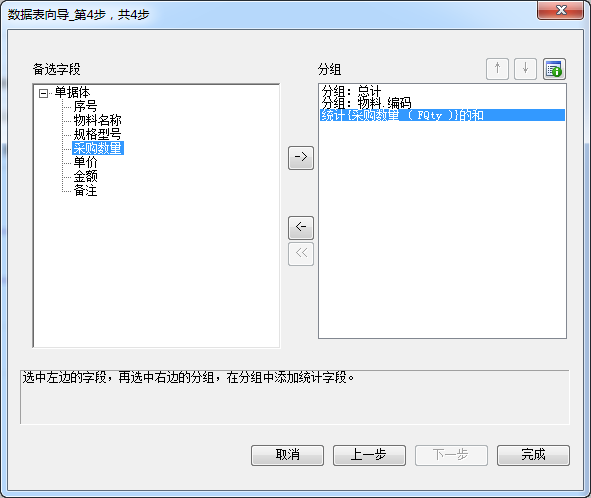 数据表向导_第4步，共4步
备选字段
单据体
序号
物料名称
规格型号
采购数量
单价
金额
备注
->
<-
<<
分组
↑
↓
分组：总计
分组：物料.编码
统计{采购数量 ( FQty )}的和
选中左边的字段，再选中右边的分组，在分组中添加统计字段。
取消
上一步
下一步
完成